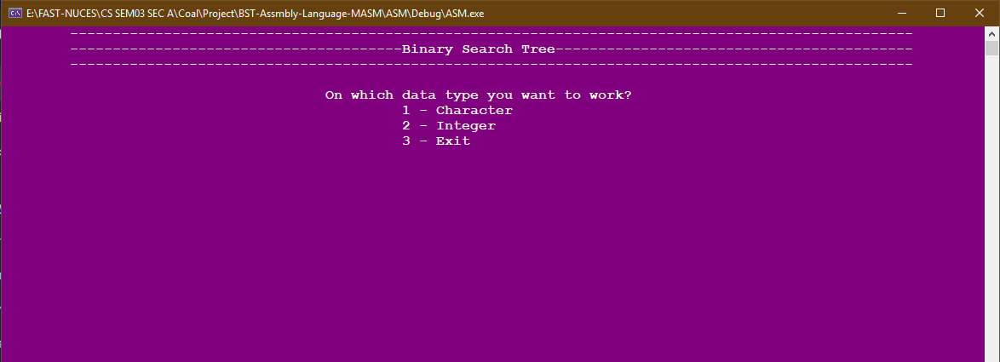 E:\FAST-NUCES\CS SEM03 SEC A\Coal\Project\BST-Assmbly-Language-MASM\ASM\Debug\ASM.exe
---------------------------------------------------------------------------------------------------
---------------------------------------Binary Search Tree------------------------------------------
---------------------------------------------------------------------------------------------------
On which data type you want to work?
1 - Character
2 - Integer
3 - Exit